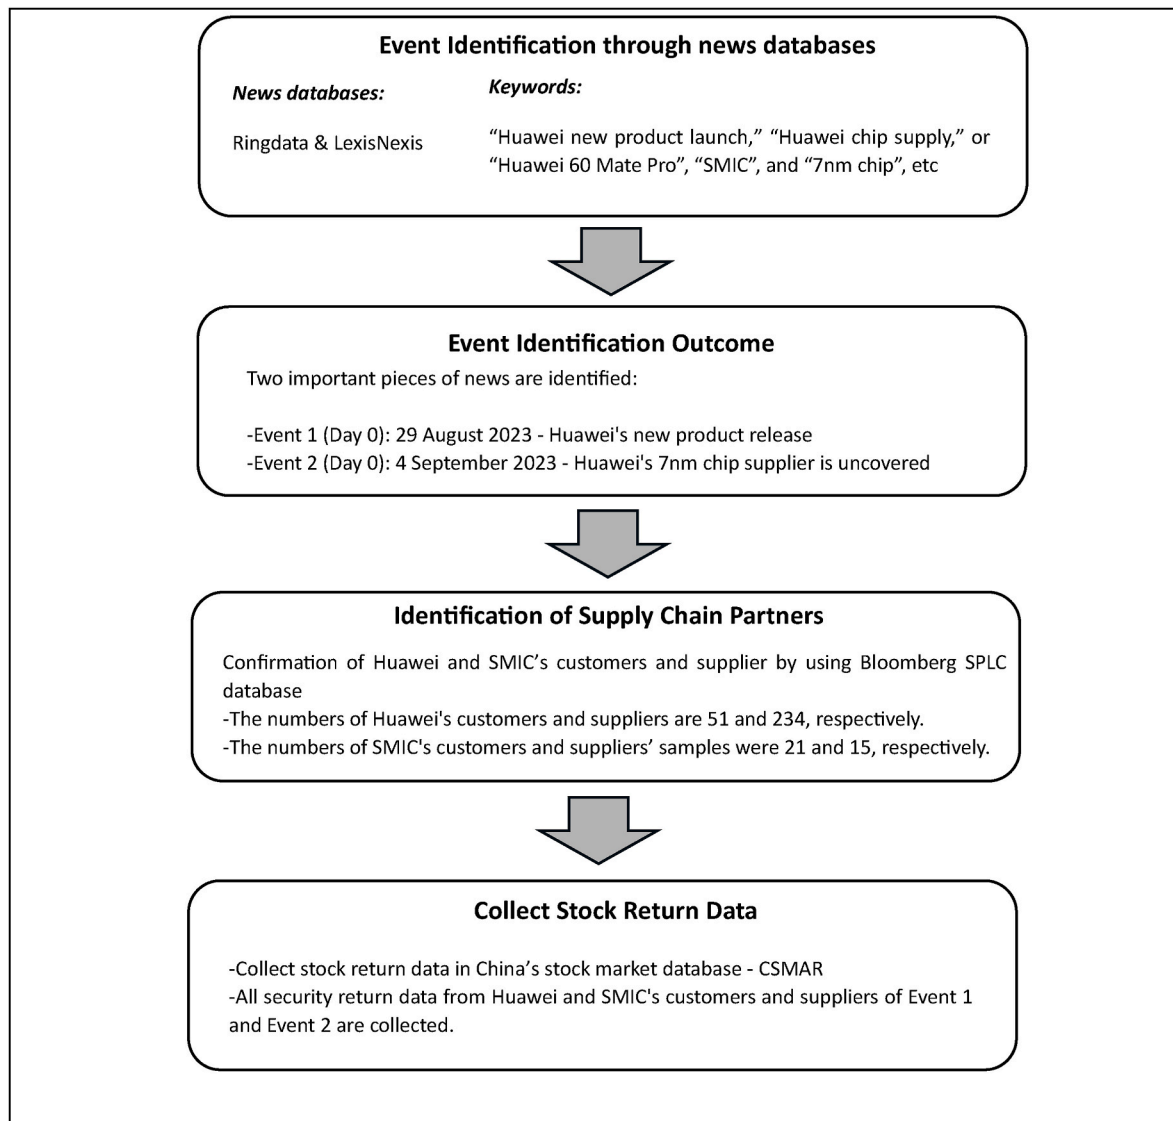 Event Identification through news databases
News databases:
Keywords:
Ringdata & LexisNexis
“Huawei new product launch,” “Huawei chip supply,” or
“Huawei 60 Mate Pro”, “SMIC”, and “7nm chip”, etc
Event Identification Outcome
Two important pieces of news are identified:
-Event 1 (Day 0): 29 August 2023 - Huawei's new product release
-Event 2 (Day 0): 4 September 2023 - Huawei's 7nm chip supplier is uncovered
Identification of Supply Chain Partners
Confirmation of Huawei and SMIC’s customers and supplier by using Bloomberg SPLC
database
-The numbers of Huawei's customers and suppliers are 51 and 234, respectively.
-The numbers of SMIC's customers and suppliers’ samples were 21 and 15, respectively.
Collect Stock Return Data
-Collect stock return data in China’s stock market database - CSMAR
-All security return data from Huawei and SMIC's customers and suppliers of Event 1
and Event 2 are collected.